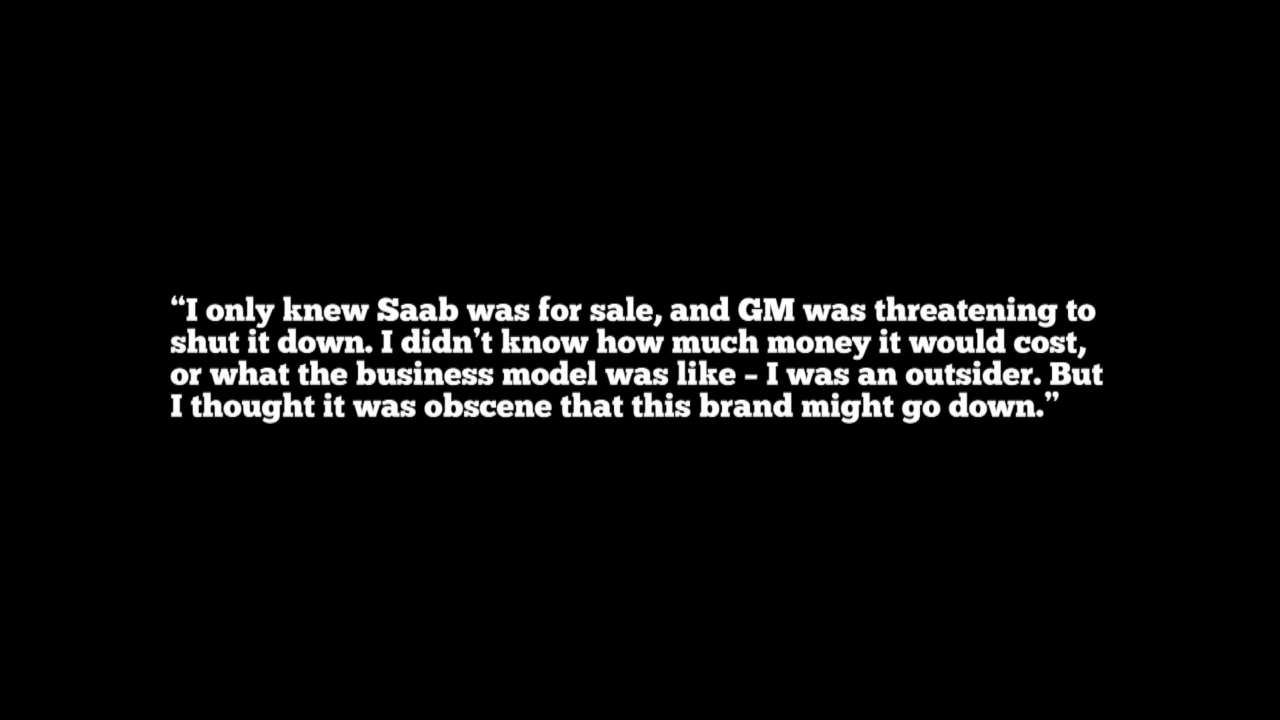 “I only knew Saab was for sale, and GM was threatening to
shut it down. I didn’t know how much money it would cost,
or what the business model was like – I was an outsider. But
I thought it was obscene that this brand might go down.”